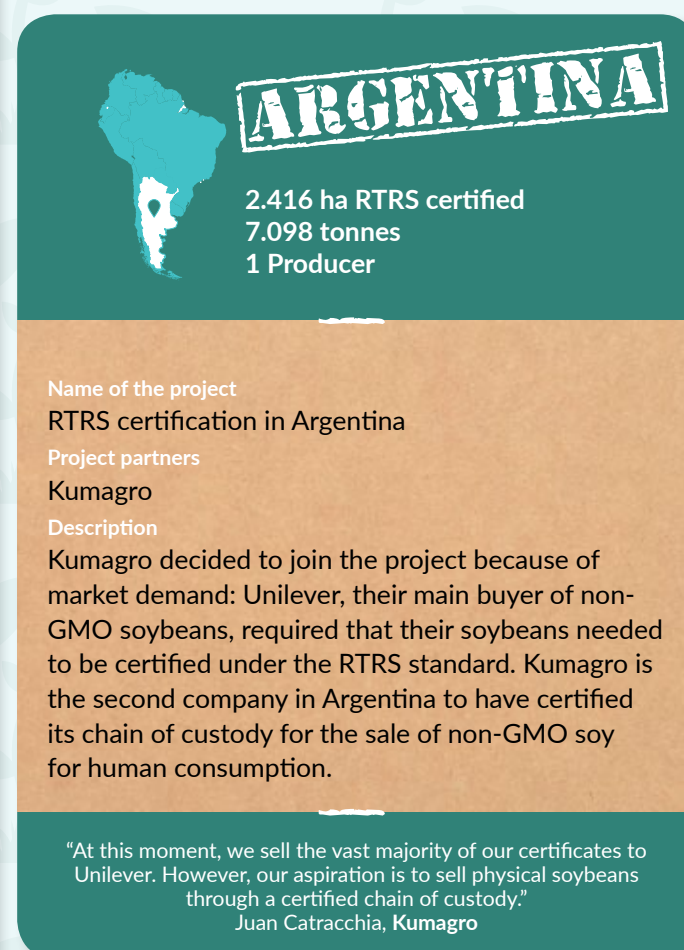 ARGENTINA
2.416 ha RTRS certified
7.098 tonnes
1 Producer
Name of the project
RTRS certification in Argentina
Project partners
Kumagro
Description
Kumagro decided to join the project because of
market demand: Unilever, their main buyer of non-
GMO soybeans, required that their soybeans needed
to be certified under the RTRS standard. Kumagro is
the second company in Argentina to have certified
its chain of custody for the sale of non-GMO soy
for human consumption.
“At this moment, we sell the vast majority of our certificates to
Unilever. However, our aspiration is to sell physical soybeans
through a certified chain of custody.”
Juan Catracchia, Kumagro